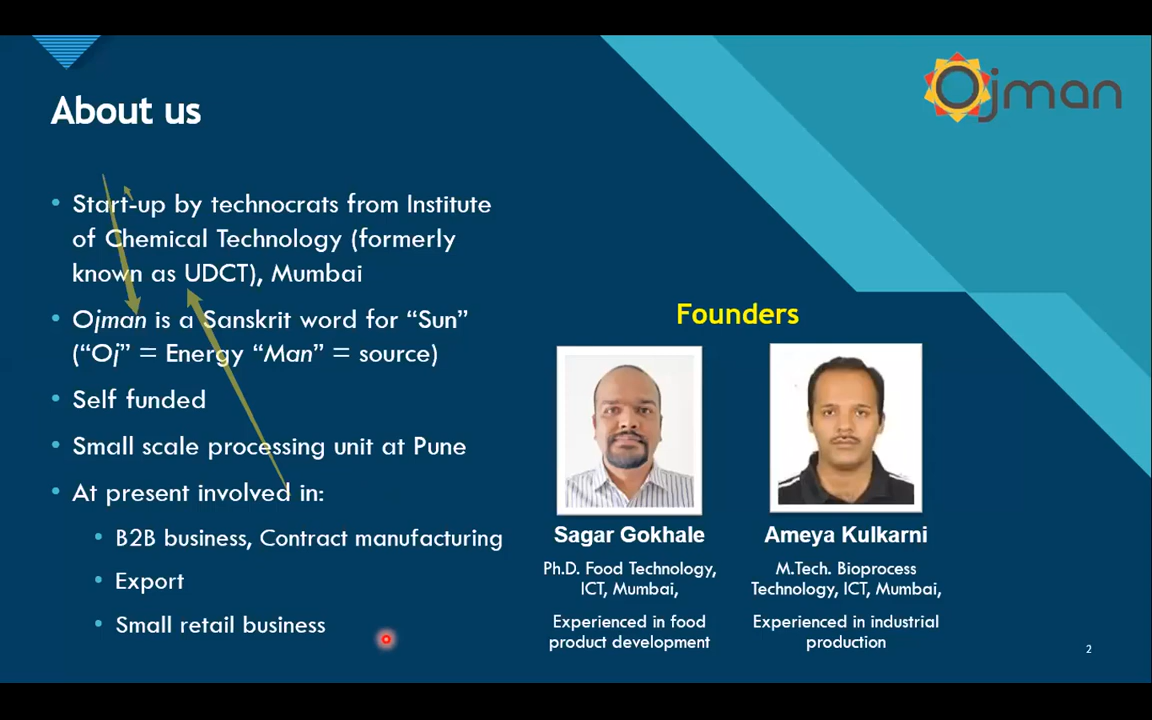 Ojman
About us
• Start-up by technocrats from Institute
of Chemical Technology (formerly
known as UDCT), Mumbai
• Ojman is a Sanskrit word for “Sun”
(“Oj” = Energy “Man” = source)
• Self funded
• Small scale processing unit at Pune
• At present involved in:
• B2B business, Contract manufacturing
• Export
• Small retail business
Founders
Sagar Gokhale
Ph.D. Food Technology,
ICT, Mumbai,
Experienced in food
product development
Ameya Kulkarni
M.Tech. Bioprocess
Technology, ICT, Mumbai,
Experienced in industrial
production
2